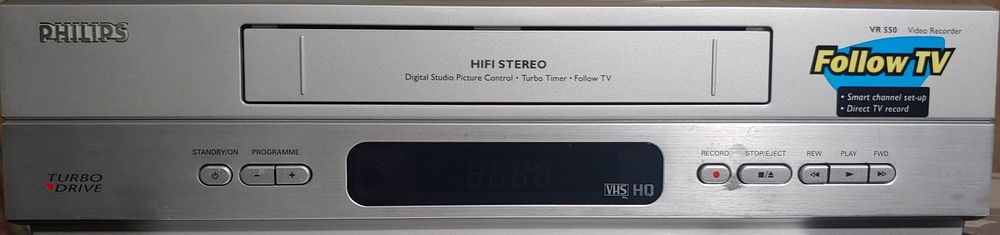 PHILIPS
VR 550 Video Recorder
HIFI STEREO
Digital Studio Picture Control • Turbo Timer • Follow TV
Follow TV
• Smart channel set-up
• Direct TV record
STANDBY/ON PROGRAMME
RECORD STOP/EJECT REW. PLAY FWD.
TURBO
DRIVE
VHS HQ
PAL